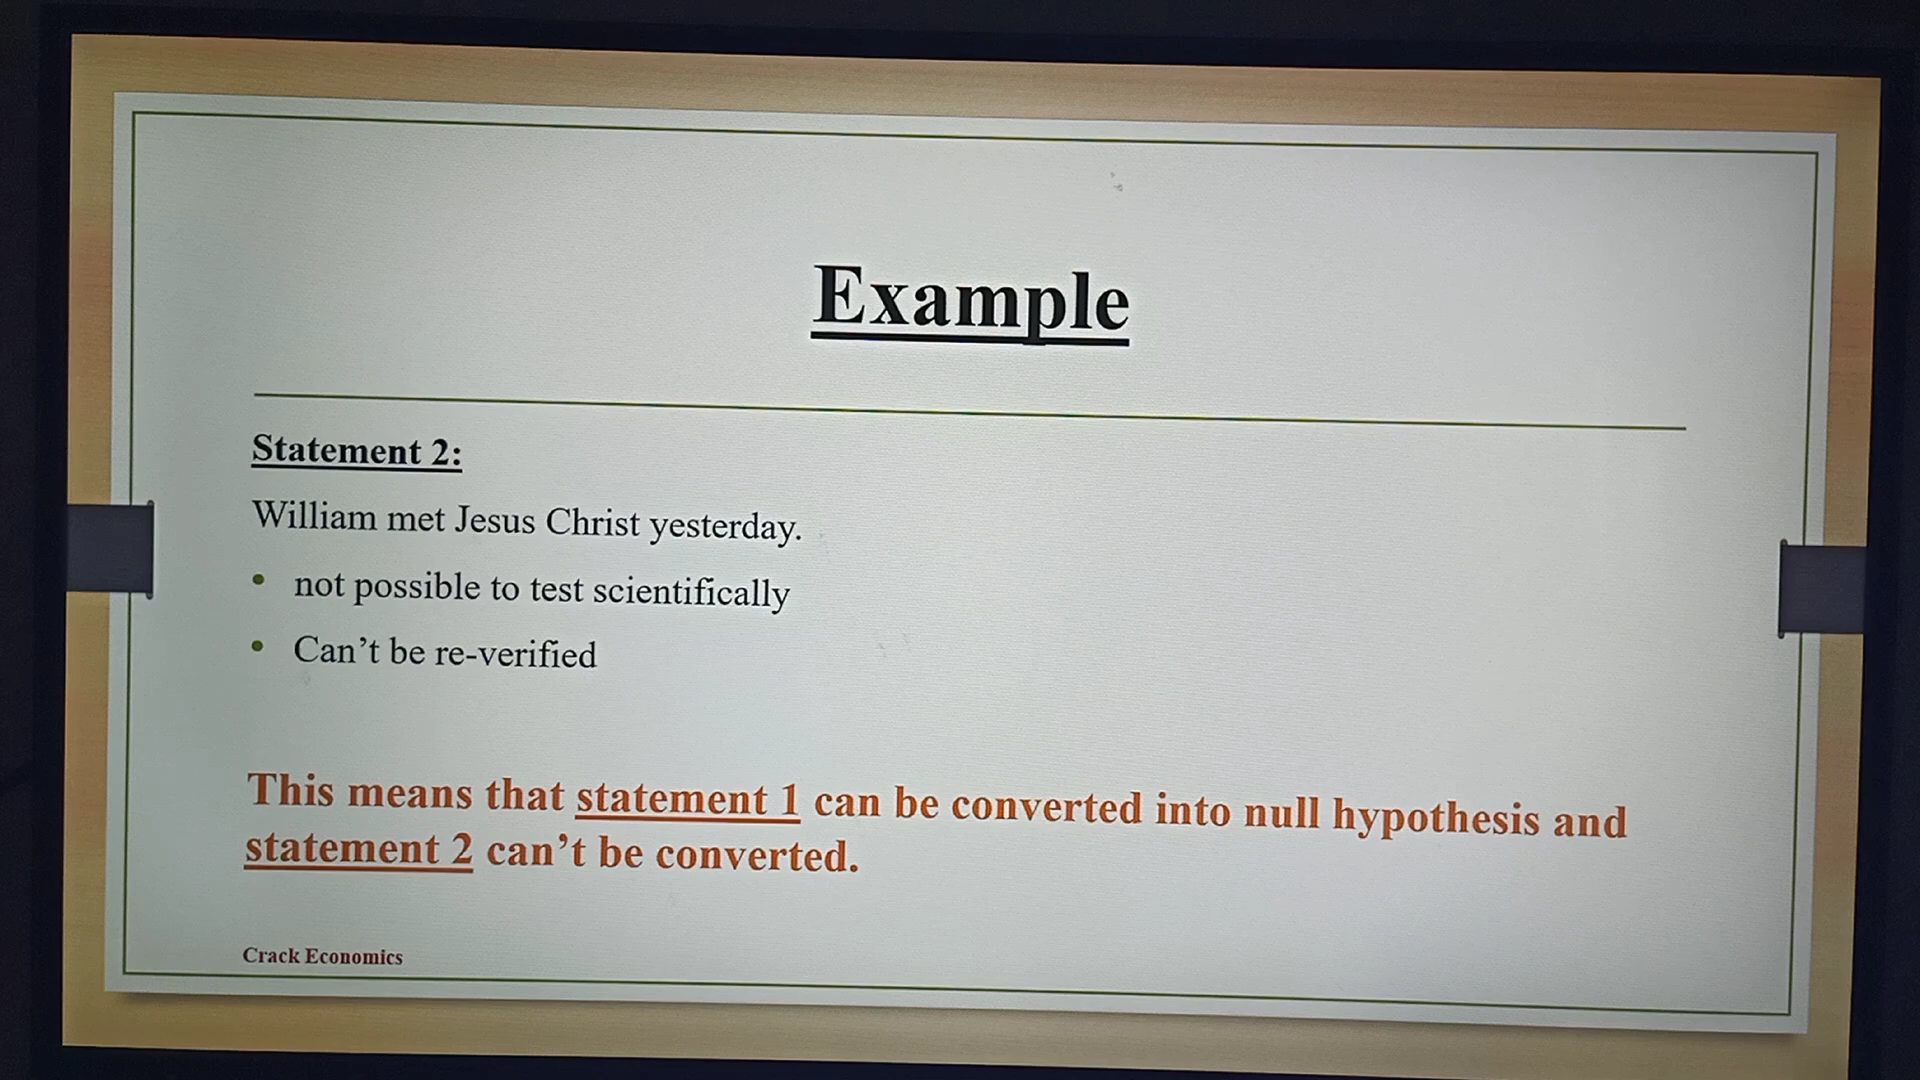 Example
Statement 2:
William met Jesus Christ yesterday.
• not possible to test scientifically
• Can’t be re-verified
This means that statement 1 can be converted into null hypothesis and
statement 2 can’t be converted.
Crack Economics